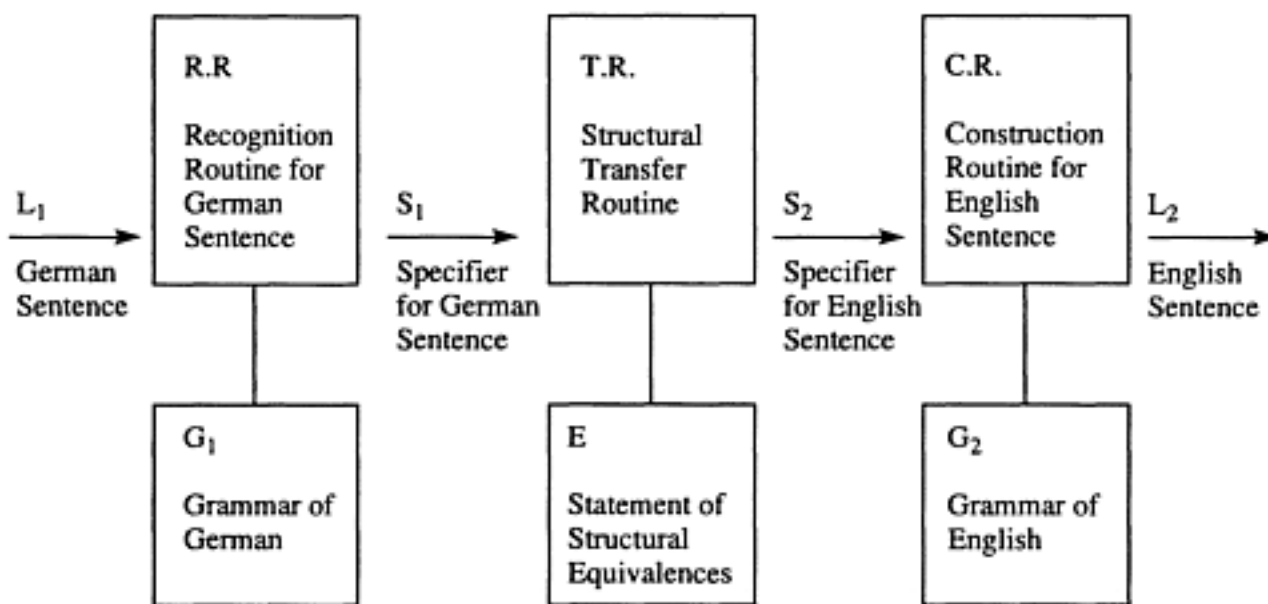 R.R
Recognition
Routine for
German
Sentence
T.R.
Structural
Transfer
Routine
C.R.
Construction
Routine for
English
Sentence
L₁
German
Sentence
S₁
Specifier
for German
Sentence
S₂
Specifier
for English
Sentence
L₂
English
Sentence
G₁
Grammar of
German
E
Statement of
Structural
Equivalences
G₂
Grammar of
English